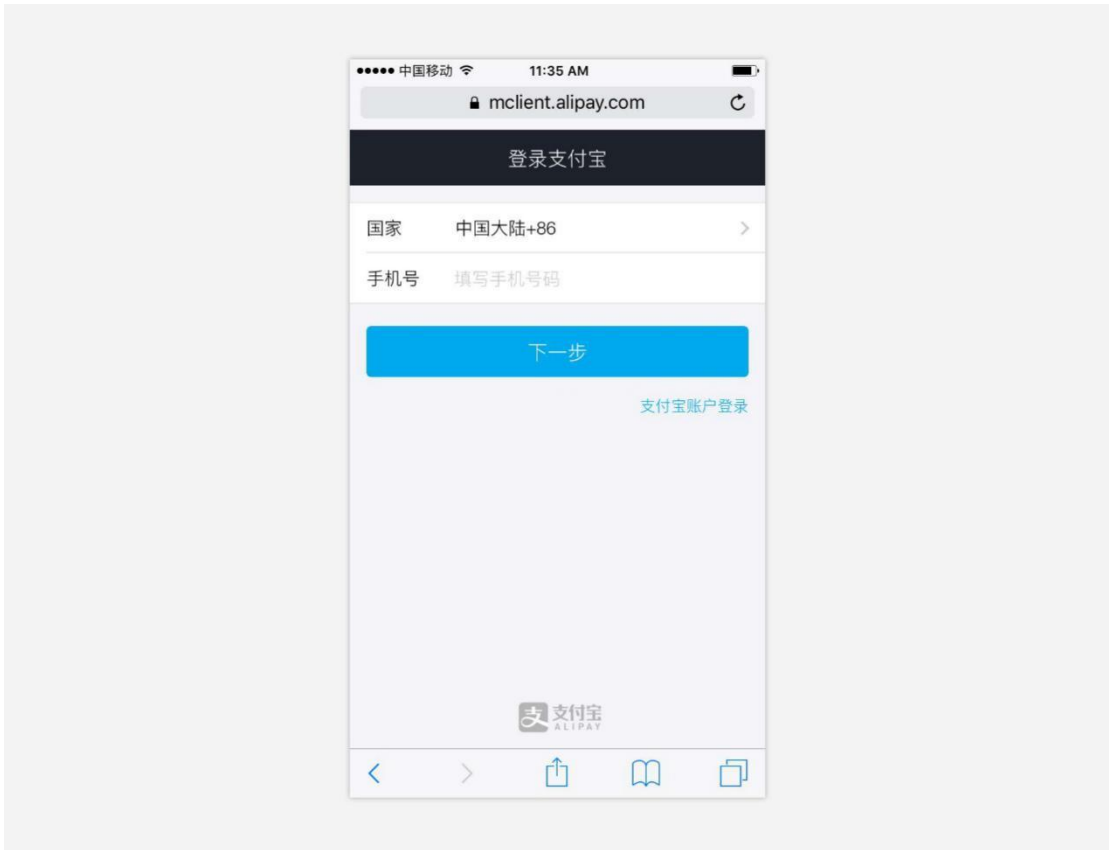 中国移动 11:35 AM
mclient.alipay.com
登录支付宝
国家 中国大陆+86
手机号 填写手机号码
下一步
支付宝账户登录
支 支付宝
ALIPAY